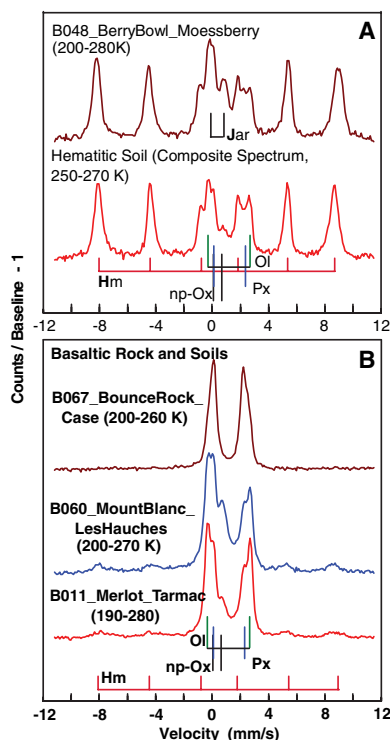 A
B048_BerryBowl_Moessberry
(200-280K)
Jar
Hematitic Soil (Composite Spectrum,
250-270 K)
Ol
Hm
np-Ox
Px
-12 -8 -4 0 4 8 12
Counts / Baseline - 1
Basaltic Rock and Soils
B
B067_BounceRock_
Case (200-260 K)
B060_MountBlanc_
LesHauches
(200-270 K)
B011_Merlot_Tarmac
(190-280)
Ol
np-Ox
Px
Hm
-12 -8 -4 0 4 8 12
Velocity (mm/s)